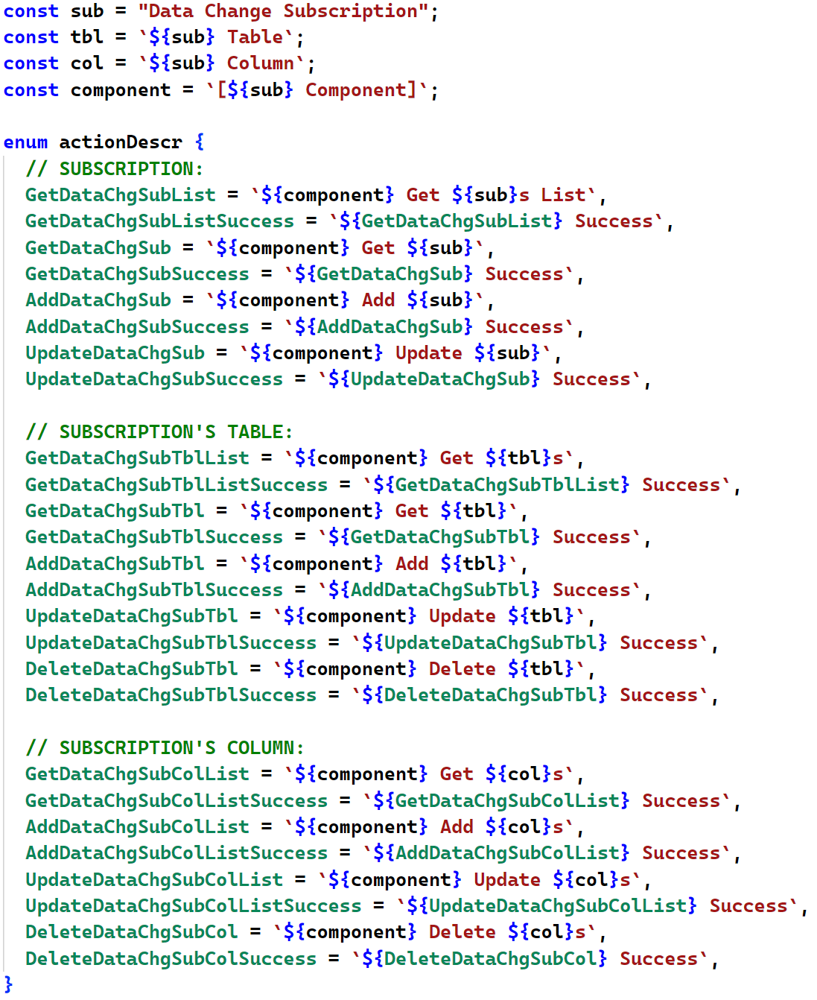 const sub = "Data Change Subscription";
const tbl = `${sub} Table`;
const col = `${sub} Column`;
const component = `[${sub} Component]`;

enum actionDescr {
  // SUBSCRIPTION:
  GetDataChgSubList = `${component} Get ${sub}s List`,
  GetDataChgSubListSuccess = `${GetDataChgSubList} Success`,
  GetDataChgSub = `${component} Get ${sub}`,
  GetDataChgSubSuccess = `${GetDataChgSub} Success`,
  AddDataChgSub = `${component} Add ${sub}`,
  AddDataChgSubSuccess = `${AddDataChgSub} Success`,
  UpdateDataChgSub = `${component} Update ${sub}`,
  UpdateDataChgSubSuccess = `${UpdateDataChgSub} Success`,

  // SUBSCRIPTION'S TABLE:
  GetDataChgSubTblList = `${component} Get ${tbl}s`,
  GetDataChgSubTblListSuccess = `${GetDataChgSubTblList} Success`,
  GetDataChgSubTbl = `${component} Get ${tbl}`,
  GetDataChgSubTblSuccess = `${GetDataChgSubTbl} Success`,
  AddDataChgSubTbl = `${component} Add ${tbl}`,
  AddDataChgSubTblSuccess = `${AddDataChgSubTbl} Success`,
  UpdateDataChgSubTbl = `${component} Update ${tbl}`,
  UpdateDataChgSubTblSuccess = `${UpdateDataChgSubTbl} Success`,
  DeleteDataChgSubTbl = `${component} Delete ${tbl}`,
  DeleteDataChgSubTblSuccess = `${DeleteDataChgSubTbl} Success`,

  // SUBSCRIPTION'S COLUMN:
  GetDataChgSubColList = `${component} Get ${col}s`,
  GetDataChgSubColListSuccess = `${GetDataChgSubColList} Success`,
  AddDataChgSubColList = `${component} Add ${col}s`,
  AddDataChgSubColListSuccess = `${AddDataChgSubColList} Success`,
  UpdateDataChgSubColList = `${component} Update ${col}s`,
  UpdateDataChgSubColListSuccess = `${UpdateDataChgSubColList} Success`,
  DeleteDataChgSubCol = `${component} Delete ${col}s`,
  DeleteDataChgSubColSuccess = `${DeleteDataChgSubCol} Success`,
}